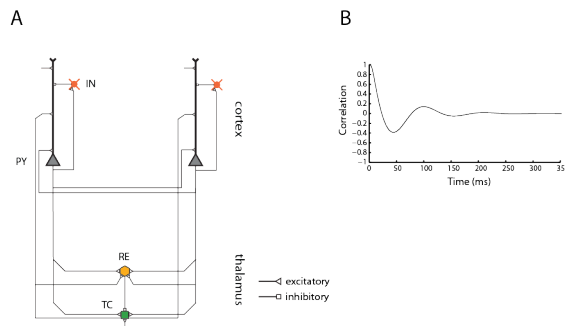 A
B
IN
PY
cortex
RE
thalamus
TC
excitatory
inhibitory
Correlation
1
0.8
0.6
0.4
0.2
0
−0.2
−0.4
−0.6
−0.8
−1
0 50 100 150 200 250 300 35
Time (ms)